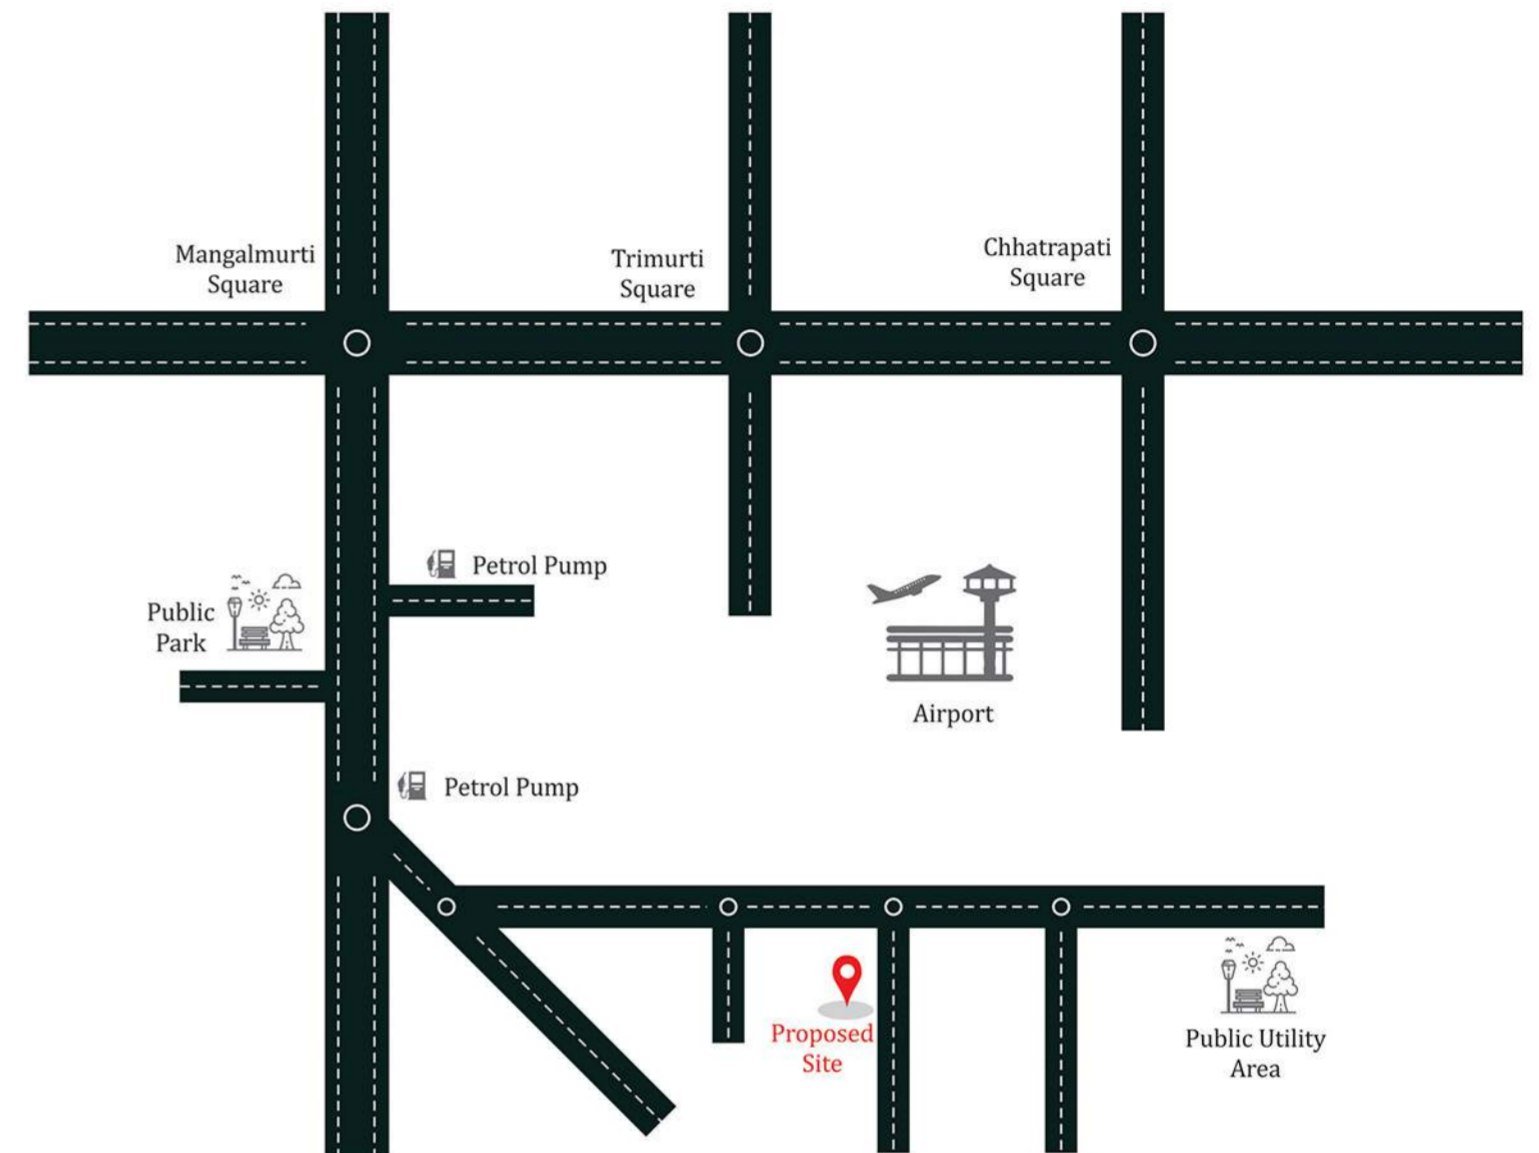 Mangalmurti
Square
Trimurti
Square
Chhatrapati
Square
Petrol Pump
Public
Park
Airport
Petrol Pump
Proposed
Site
Public Utility
Area